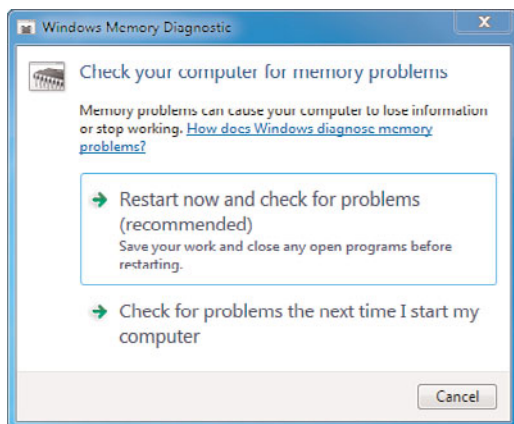 Windows Memory Diagnostic
Check your computer for memory problems
Memory problems can cause your computer to lose information
or stop working. How does Windows diagnose memory
problems?
Restart now and check for problems
(recommended)
Save your work and close any open programs before
restarting.
Check for problems the next time I start my
computer
Cancel